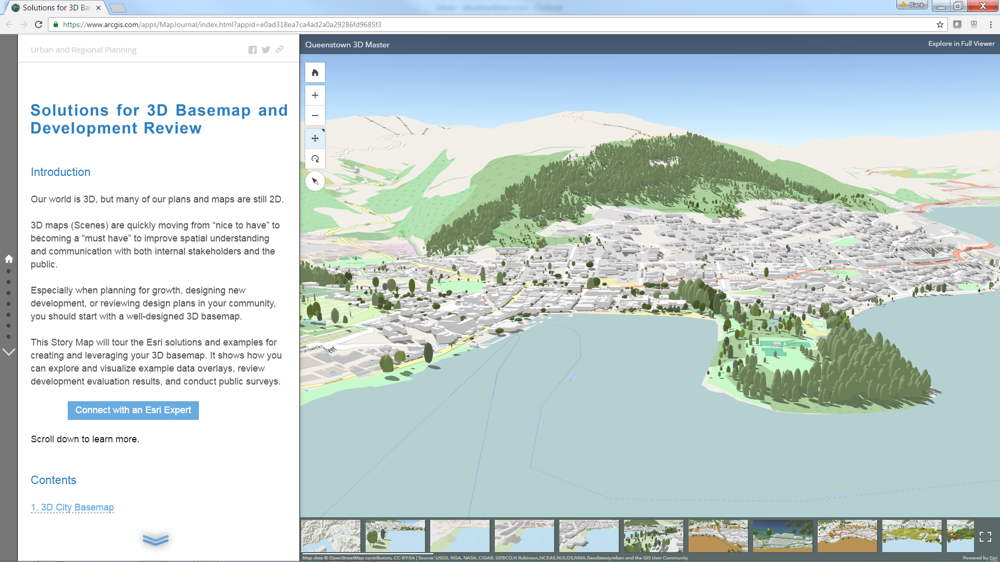 Solutions for 3D Bas
Blank
https://www.arcgis.com/apps/MapJournal/index.html?appid=e0ad318ea7ca4ad2a0a29286fd9685f3
Urban and Regional Planning
Queenstown 3D Master
Explore in Full Viewer
Solutions for 3D Basemap and
Development Review
Introduction
Our world is 3D, but many of our plans and maps are still 2D.
3D maps (Scenes) are quickly moving from “nice to have” to
becoming a “must have” to improve spatial understanding
and communication with both internal stakeholders and the
public.
Especially when planning for growth, designing new
development, or reviewing design plans in your community,
you should start with a well-designed 3D basemap.
This Story Map will tour the Esri solutions and examples for
creating and leveraging your 3D basemap. It shows how you
can explore and visualize example data overlays, review
development evaluation results, and conduct public surveys.
Connect with an Esri Expert
Scroll down to learn more.
Contents
1. 3D City Basemap
Map data © OpenStreetMap contributors, CC-BY-SA | Source: USGS, NGA, NASA, CGIAR, GEBCO,N Robinson,NCEAS,NLS,OS,NMA,Geodatastyrelsen and the GIS User Community
Powered by Esri